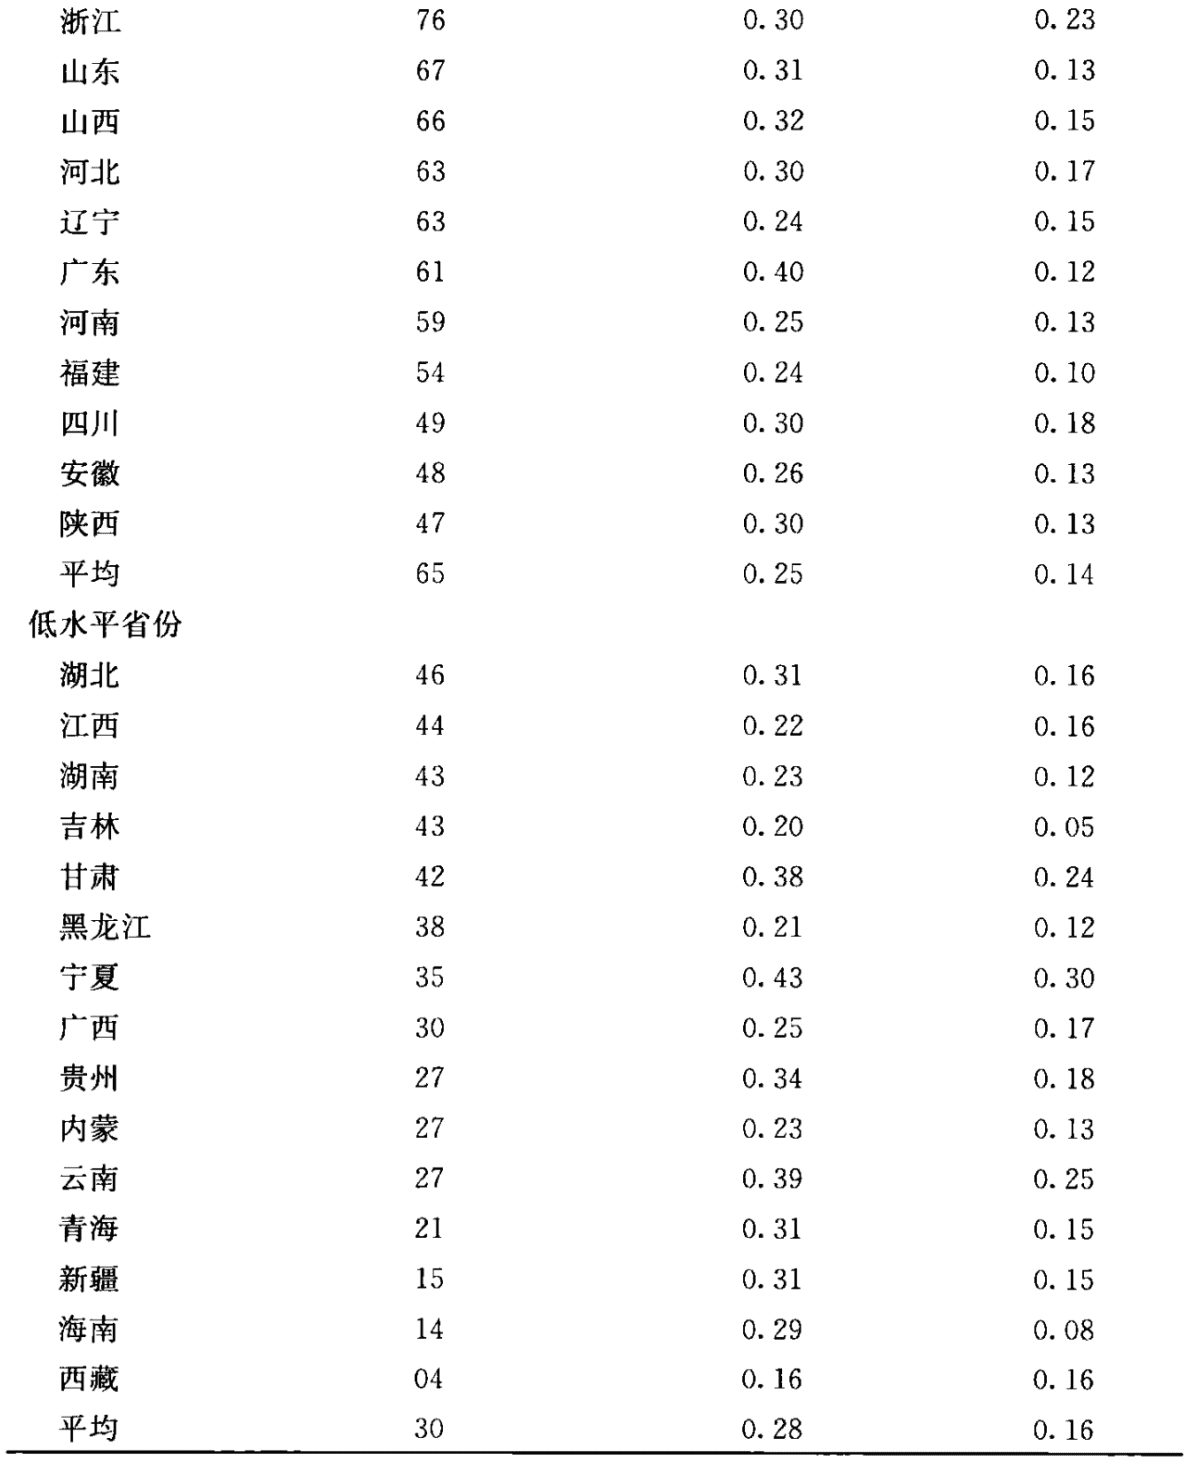 浙江 76 0.30 0.23
山东 67 0.31 0.13
山西 66 0.32 0.15
河北 63 0.30 0.17
辽宁 63 0.24 0.15
广东 61 0.40 0.12
河南 59 0.25 0.13
福建 54 0.24 0.10
四川 49 0.30 0.18
安徽 48 0.26 0.13
陕西 47 0.30 0.13
平均 65 0.25 0.14
低水平省份
湖北 46 0.31 0.16
江西 44 0.22 0.16
湖南 43 0.23 0.12
吉林 43 0.20 0.05
甘肃 42 0.38 0.24
黑龙江 38 0.21 0.12
宁夏 35 0.43 0.30
广西 30 0.25 0.17
贵州 27 0.34 0.18
内蒙 27 0.23 0.13
云南 27 0.39 0.25
青海 21 0.31 0.15
新疆 15 0.31 0.15
海南 14 0.29 0.08
西藏 04 0.16 0.16
平均 30 0.28 0.16